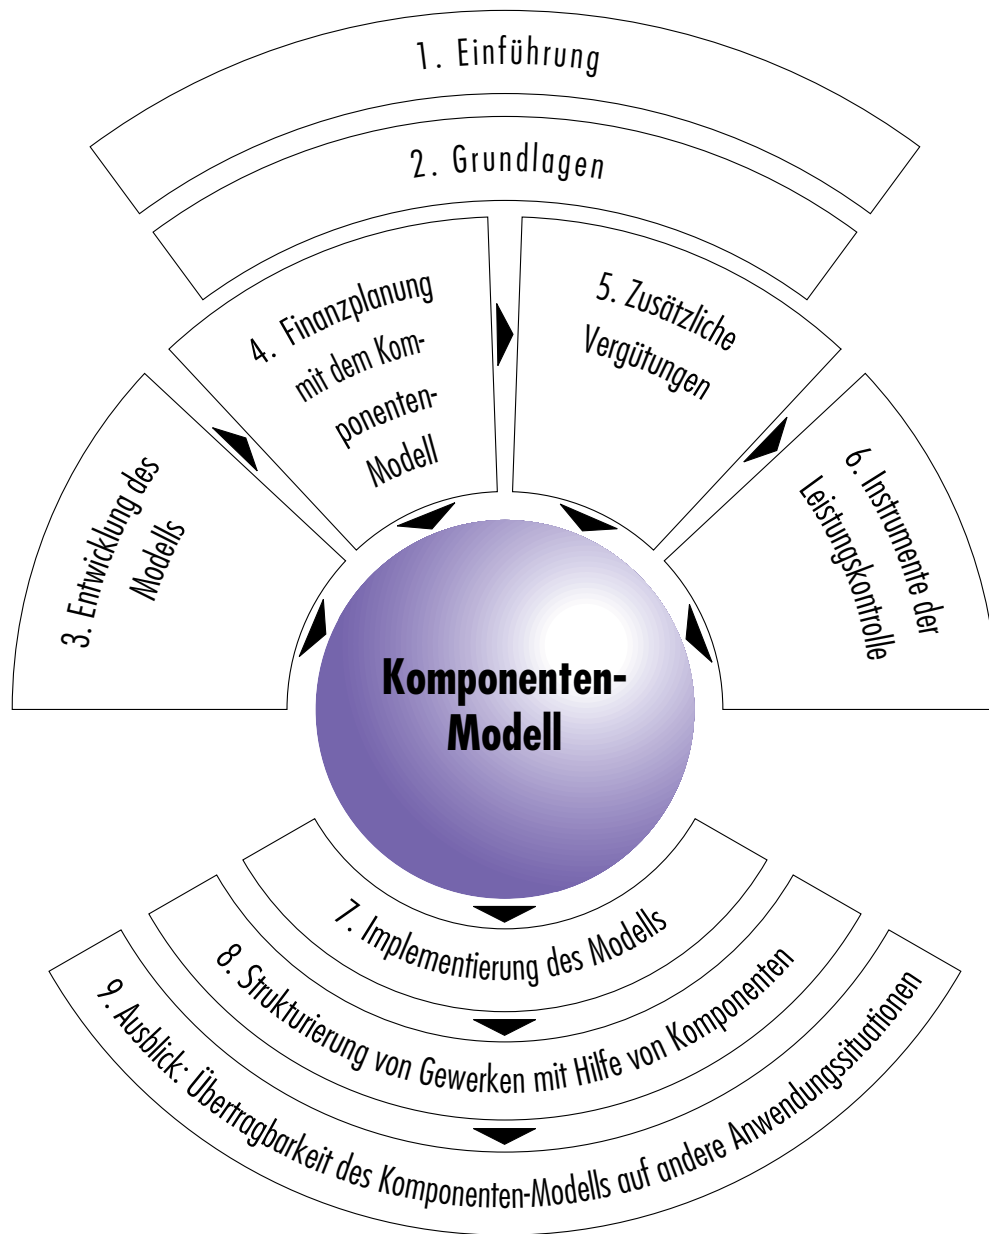 1. Einführung
2. Grundlagen
3. Entwicklung des
Modells
4. Finanzplanung
mit dem Kom-
ponenten-
Modell
5. Zusätzliche
Vergütungen
6. Instrumente der
Leistungskontrolle
Komponenten-
Modell
7. Implementierung des Modells
8. Strukturierung von Gewerken mit Hilfe von Komponenten
9. Ausblick: Übertragbarkeit des Komponenten-Modells auf andere Anwendungssituationen